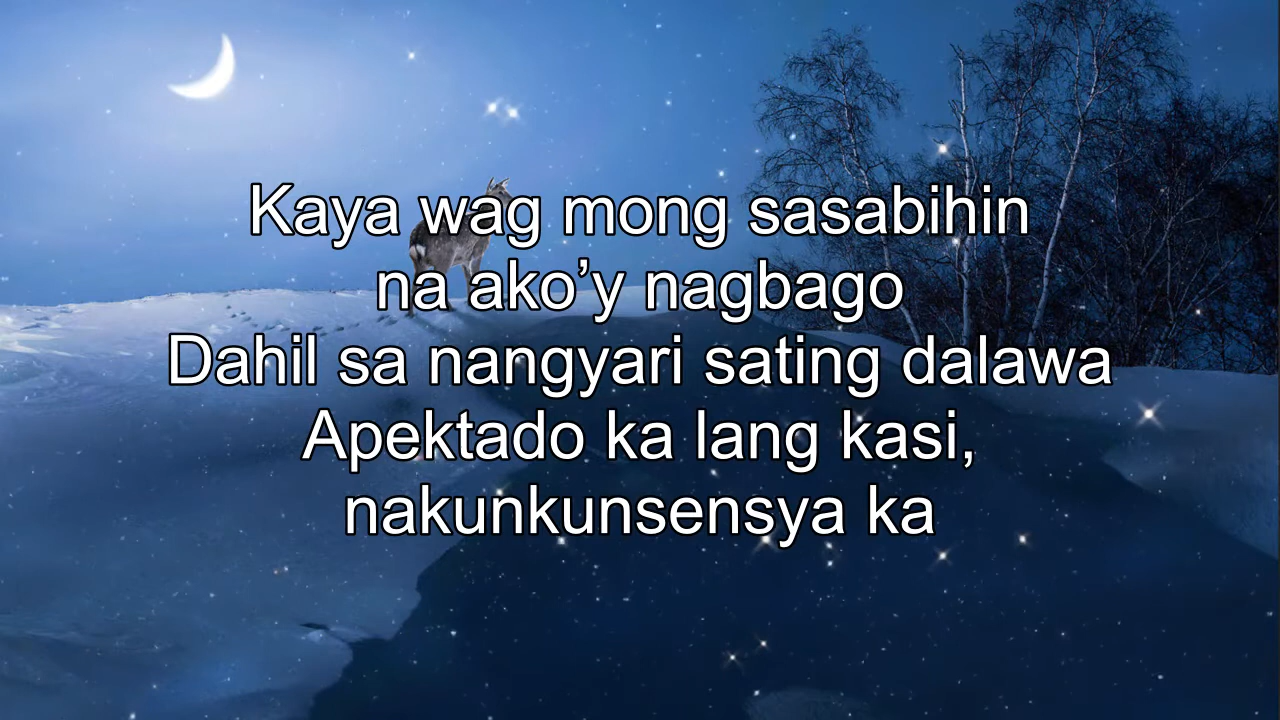 Kaya wag mong sasabihin
na ako’y nagbago
Dahil sa nangyari sating dalawa
Apektado ka lang kasi,
nakunkunsensya ka